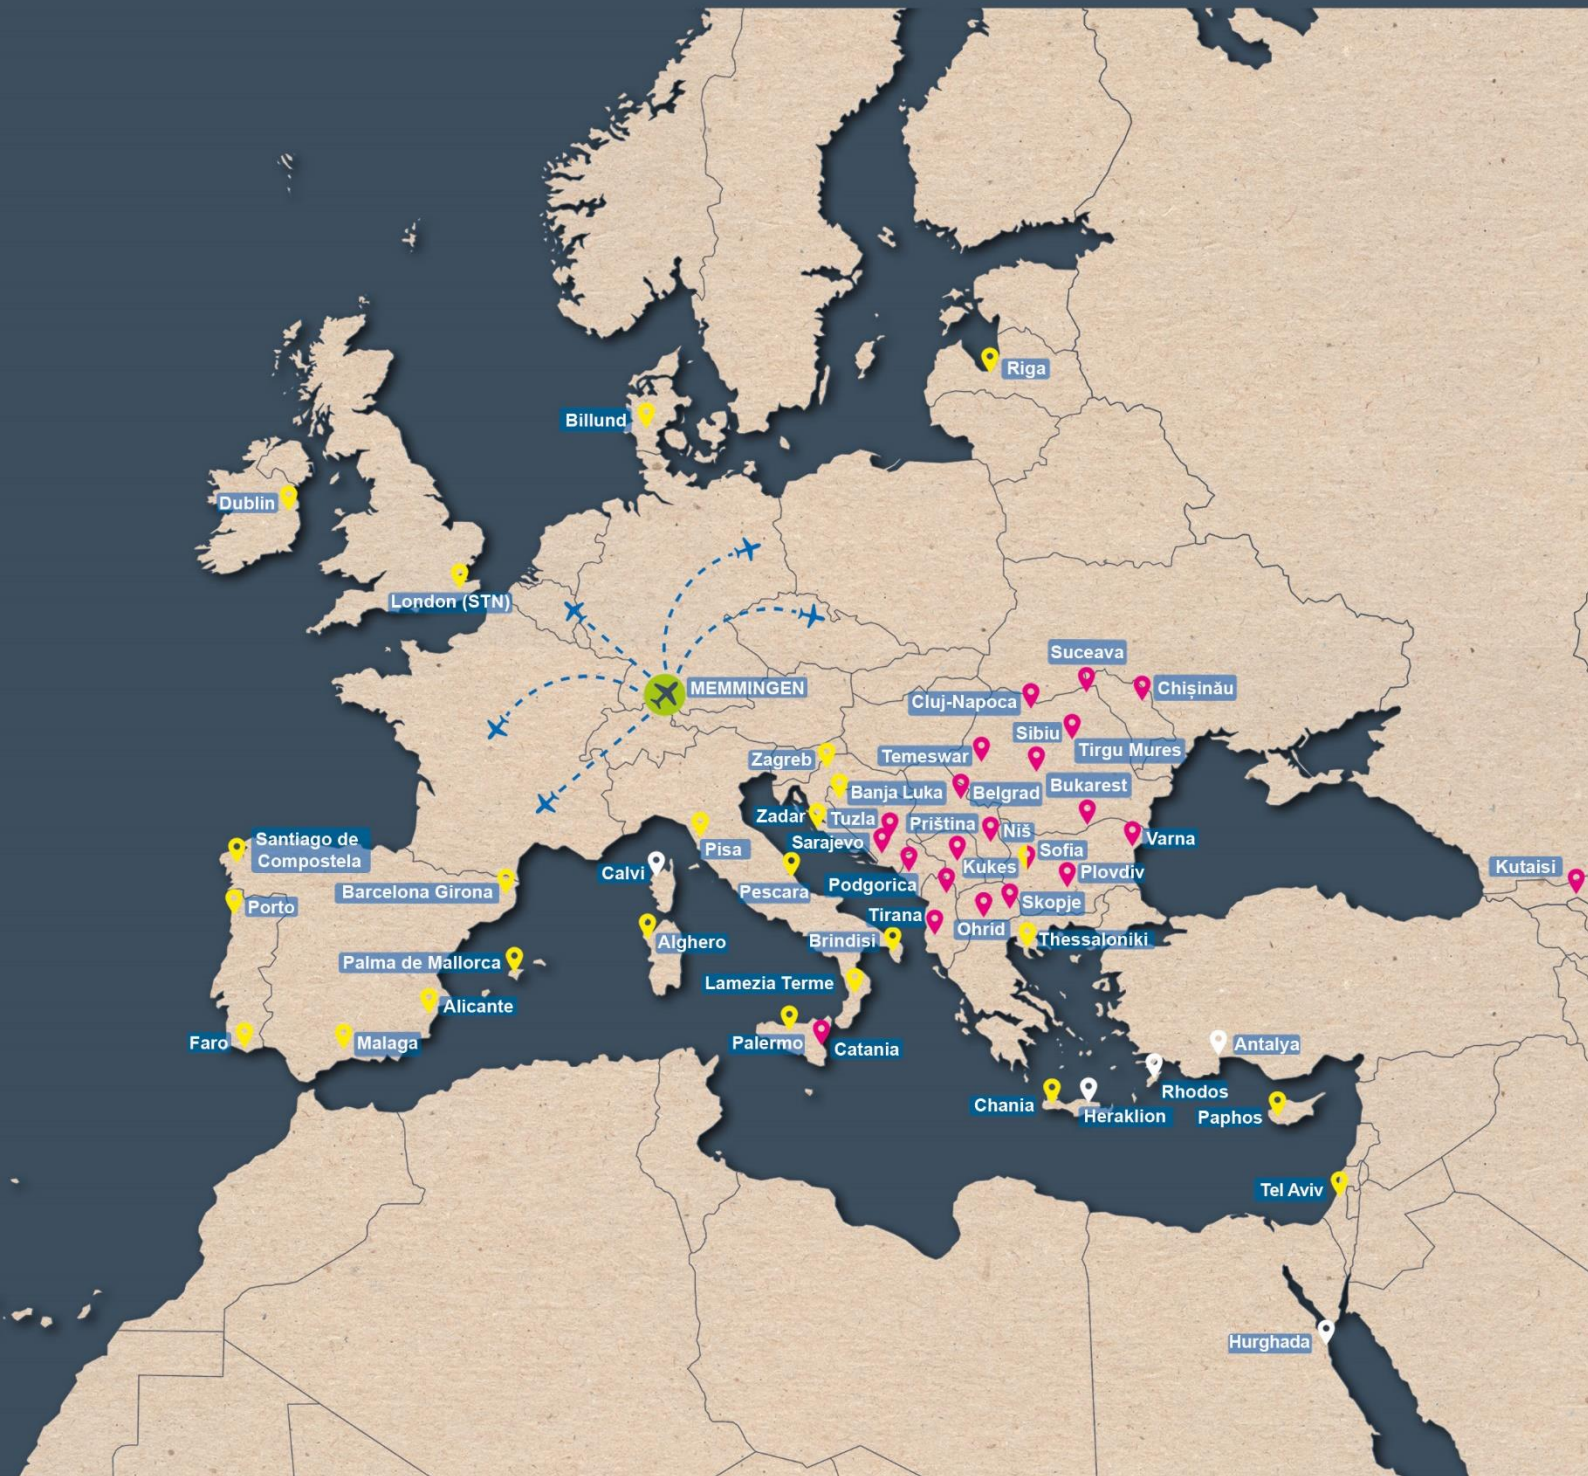 Riga
Billund
Dublin
London (STN)
Suceava
MEMMINGEN
Chișinău
Cluj-Napoca
Sibiu
Tirgu Mures
Zagreb
Temeswar
Banja Luka
Belgrad
Bukarest
Zadar
Tuzla
Priština
Niš
Varna
Santiago de
Compostela
Pisa
Sarajevo
Sofia
Kutaisi
Calvi
Kukes
Plovdiv
Barcelona Girona
Pescara
Podgorica
Porto
Skopje
Tirana
Ohrid
Alghero
Brindisi
Thessaloniki
Palma de Mallorca
Lamezia Terme
Alicante
Faro
Malaga
Palermo
Catania
Antalya
Rhodos
Chania
Heraklion
Paphos
Tel Aviv
Hurghada